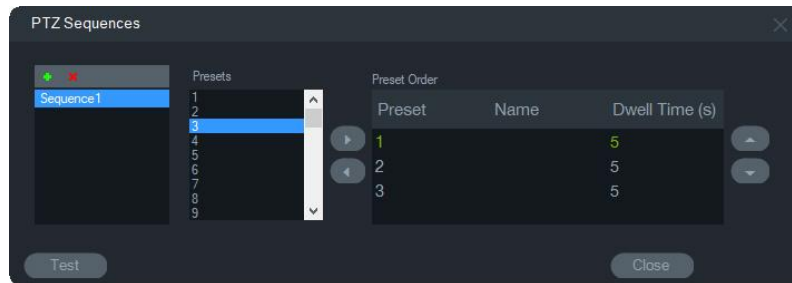 PTZ Sequences
Sequence1
Presets
1
2
3
4
5
6
7
8
9
Preset Order
Preset Name Dwell Time (s)
1 5
2 5
3 5
Test
Close